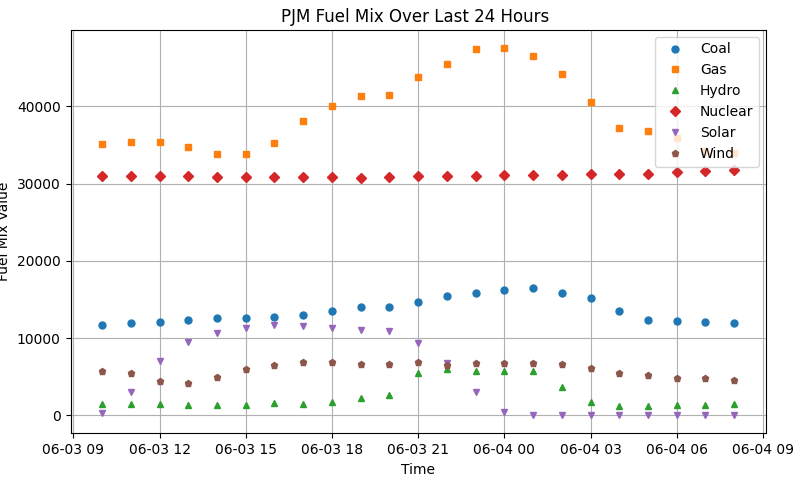 PJM Fuel Mix Over Last 24 Hours
Coal
Gas
Hydro
Nuclear
Solar
Wind
40000
30000
20000
10000
0
Fuel Mix Value
06-03 09 06-03 12 06-03 15 06-03 18 06-03 21 06-04 00 06-04 03 06-04 06 06-04 09
Time